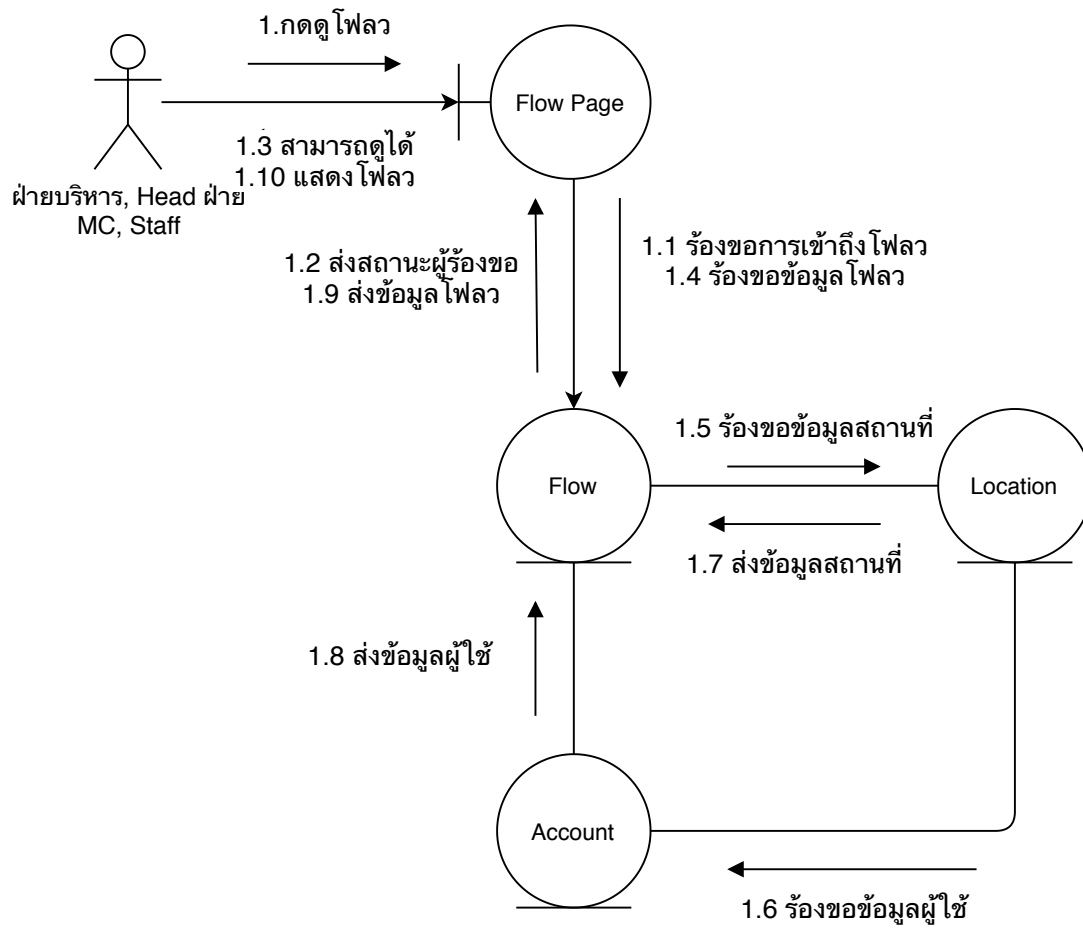 1.กดดูโฟลว
Flow Page
1.3 สามารถดูได้
1.10 แสดงโฟลว
ฝ่ายบริหาร, Head ฝ่าย
MC, Staff
1.2 ส่งสถานะผู้ร้องขอ
1.9 ส่งข้อมูลโฟลว
1.1 ร้องขอการเข้าถึงโฟลว
1.4 ร้องขอข้อมูลโฟลว
1.5 ร้องขอข้อมูลสถานที่
Flow
Location
1.7 ส่งข้อมูลสถานที่
1.8 ส่งข้อมูลผู้ใช้
Account
1.6 ร้องขอข้อมูลผู้ใช้